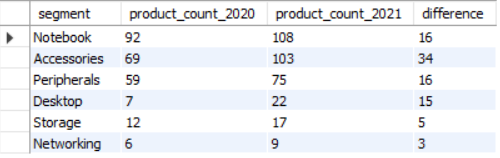 segment product_count_2020 product_count_2021 difference
Notebook 92 108 16
Accessories 69 103 34
Peripherals 59 75 16
Desktop 7 22 15
Storage 12 17 5
Networking 6 9 3